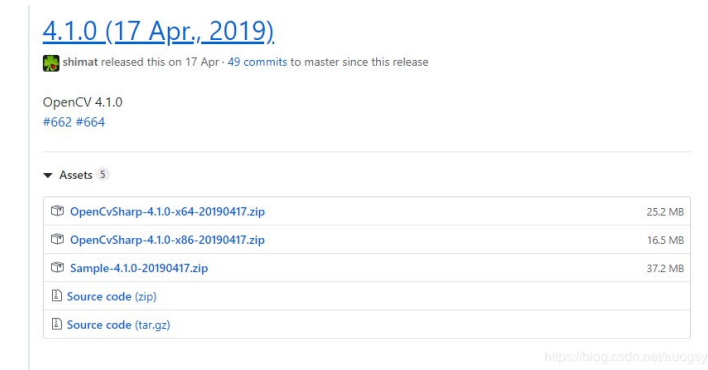 4.1.0 (17 Apr., 2019)
shimat released this on 17 Apr · 49 commits to master since this release
OpenCV 4.1.0
#662 #664
Assets 5
OpenCvSharp-4.1.0-x64-20190417.zip 25.2 MB
OpenCvSharp-4.1.0-x86-20190417.zip 16.5 MB
Sample-4.1.0-20190417.zip 37.2 MB
Source code (zip)
Source code (tar.gz)
https://blog.csdn.net/auogsy